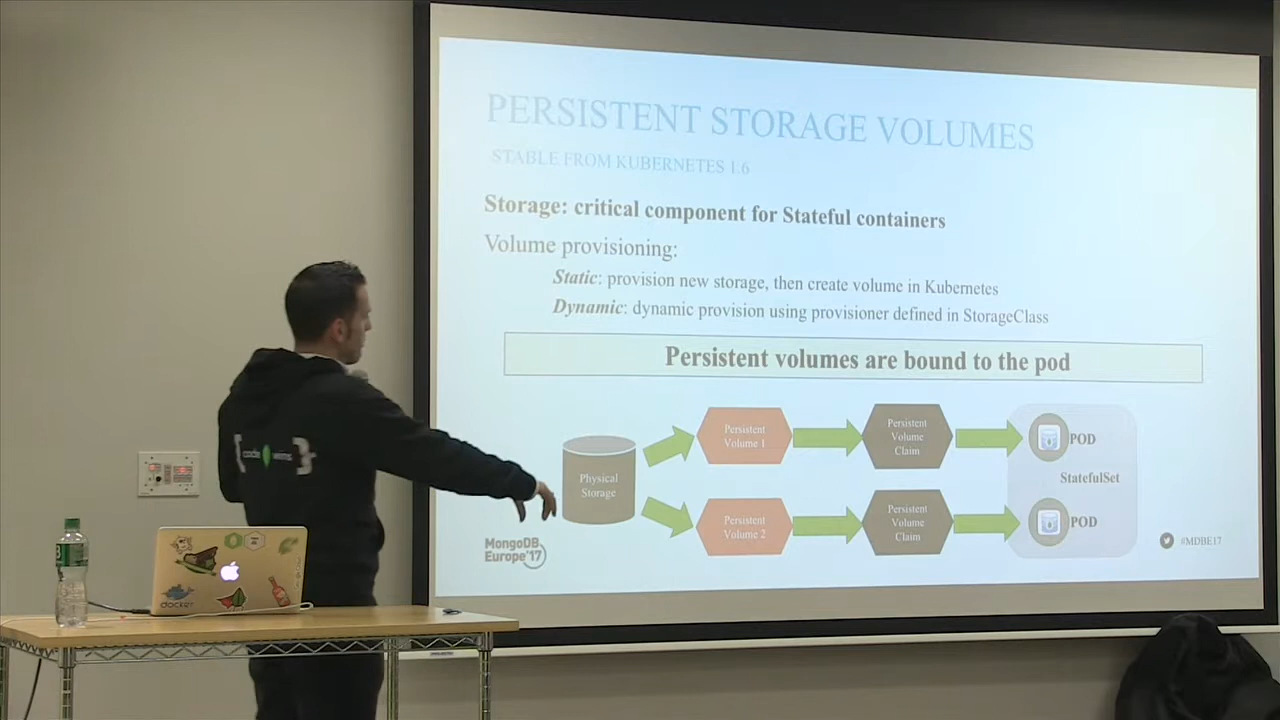 PERSISTENT STORAGE VOLUMES
STABLE FROM KUBERNETES 1.6
Storage: critical component for Stateful containers
Volume provisioning:
Static: provision new storage, then create volume in Kubernetes
Dynamic: dynamic provision using provisioner defined in StorageClass
Persistent volumes are bound to the pod
Physical
Storage
Persistent
Volume 1
Persistent
Volume
Claim
POD
StatefulSet
Persistent
Volume 2
Persistent
Volume
Claim
POD
MongoDB
Europe'17
#MDBE17
docker